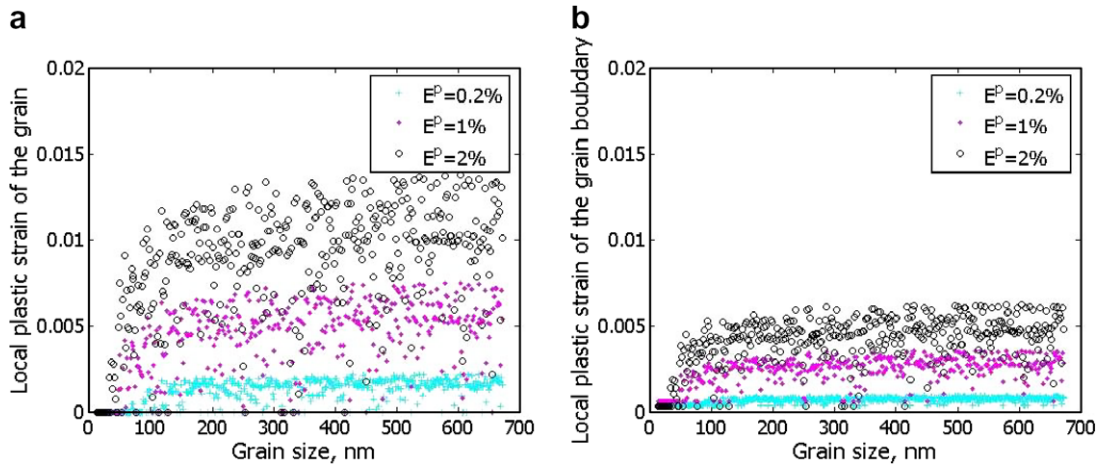 a
Local plastic strain of the grain
0.02
0.015
0.01
0.005
0
0 100 200 300 400 500 600 700
Grain size, nm
E^p=0.2%
E^p=1%
E^p=2%
b
Local plastic strain of the grain boubdary
0.02
0.015
0.01
0.005
0
0 100 200 300 400 500 600 700
Grain size, nm
E^p=0.2%
E^p=1%
E^p=2%